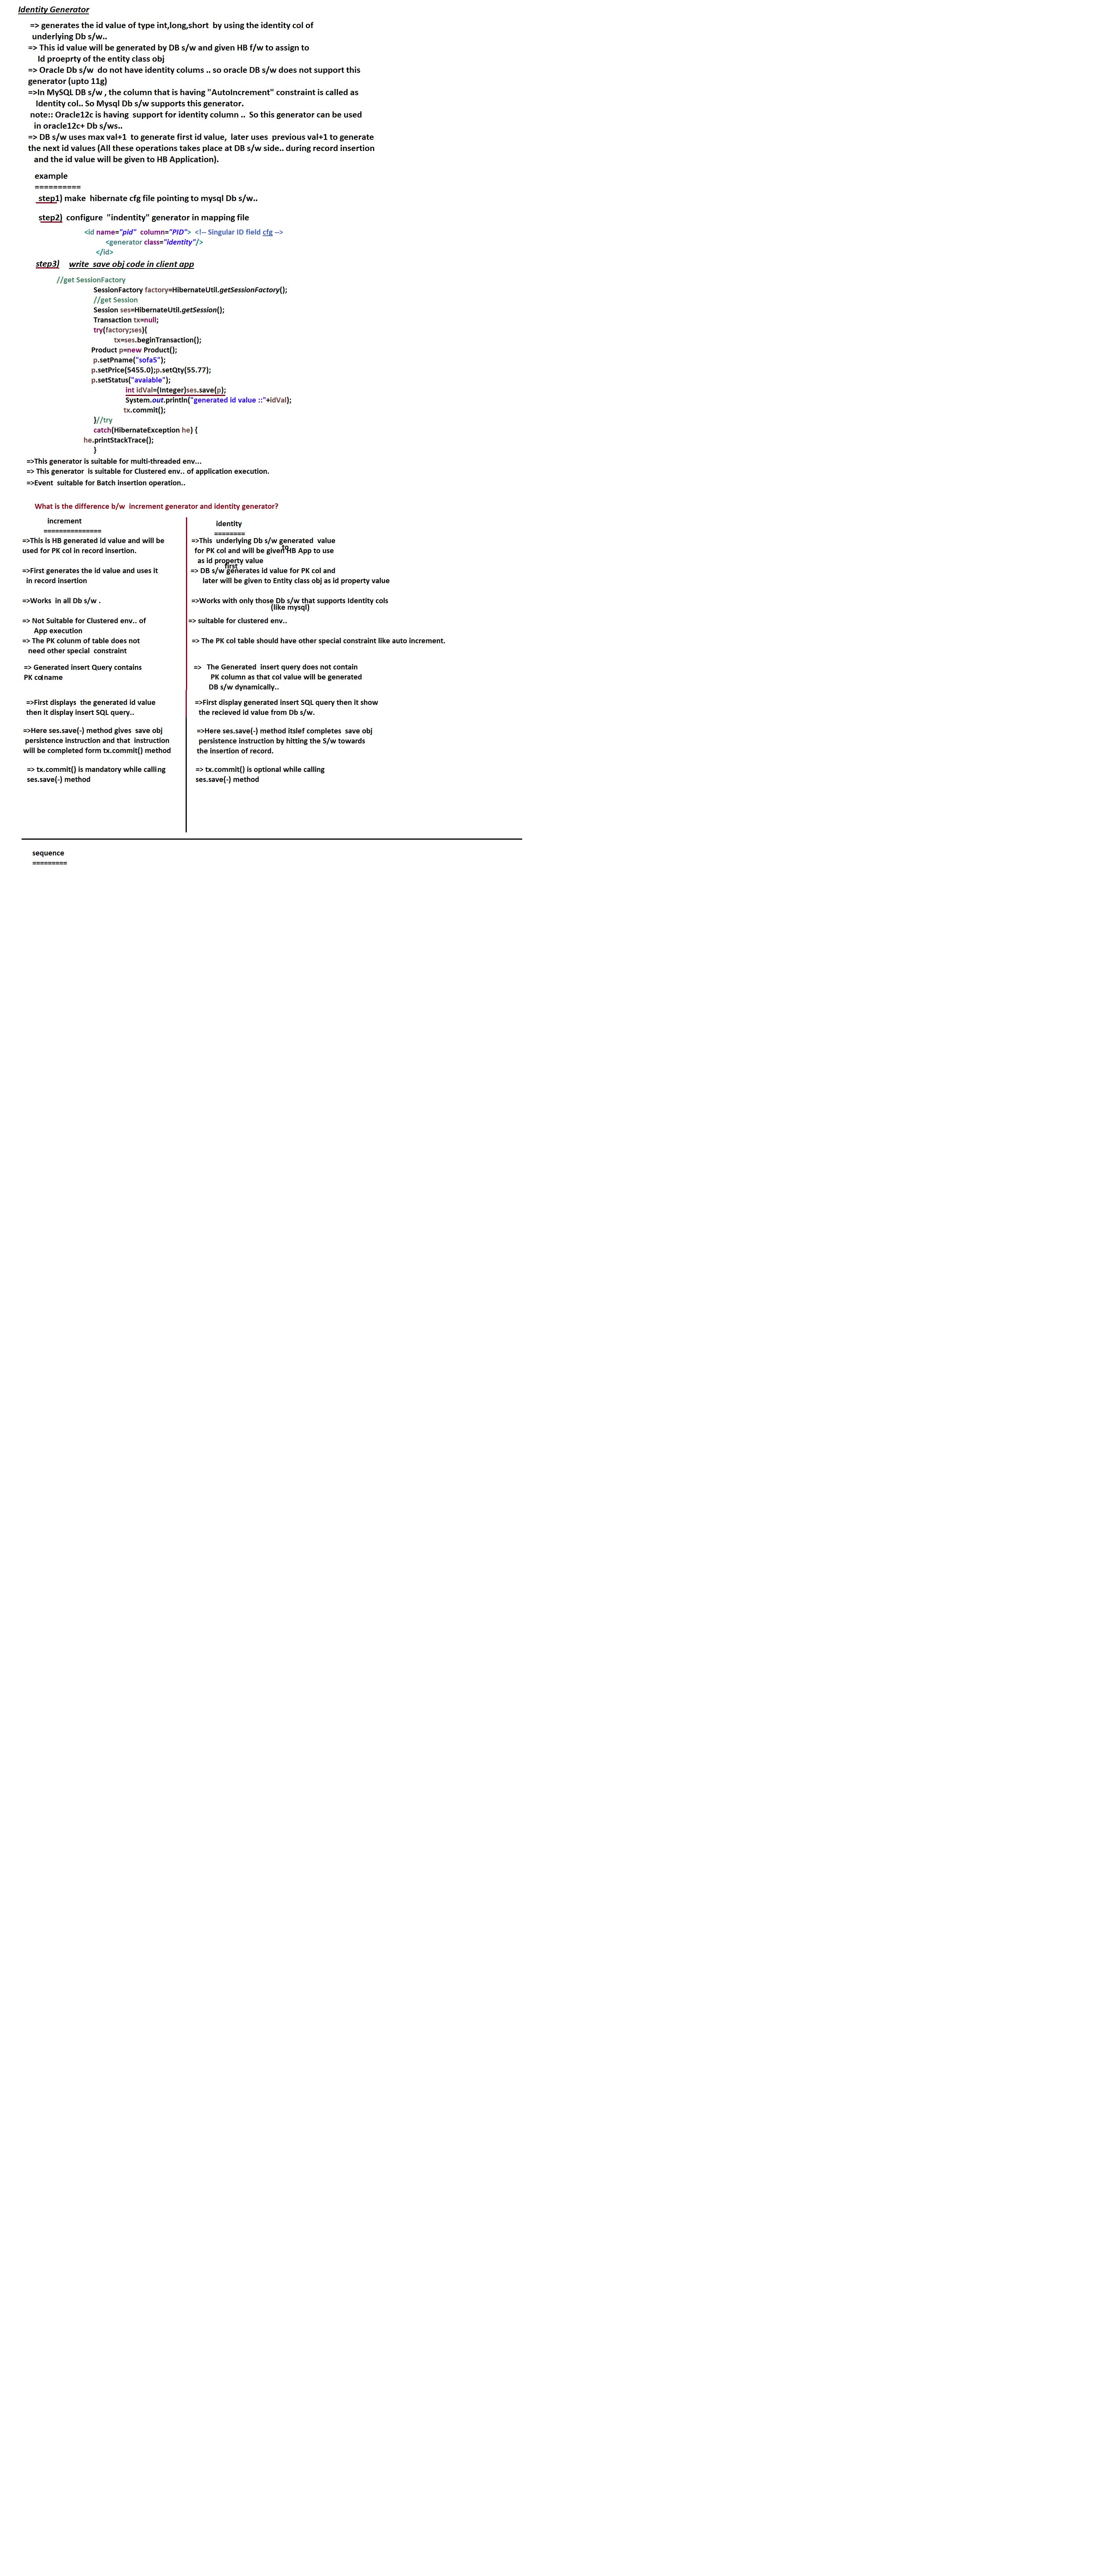 Identity Generator
=> generates the id value of type int,long,short  by using the identity col of
underlying Db s/w..
=> This id value will be generated by DB s/w and given HB f/w to assign to
Id proeprty of the entity class obj
=> Oracle Db s/w  do not have identity colums .. so oracle DB s/w does not support this
generator (upto 11g)
=>In MySQL DB s/w , the column that is having "AutoIncrement" constraint is called as
Identity col.. So Mysql Db s/w supports this generator.
note:: Oracle12c is having  support for identity column ..  So this generator can be used
in oracle12c+ Db s/ws..
=> DB s/w uses max val+1  to generate first id value,  later uses  previous val+1 to generate
the next id values (All these operations takes place at DB s/w side.. during record insertion
and the id value will be given to HB Application).
example
==========
step1) make  hibernate cfg file pointing to mysql Db s/w..
step2)  configure  "indentity" generator in mapping file
<id name="pid"  column="PID">  <!-- Singular ID field cfg -->
<generator class="identity"/>
</id>
step3)    write  save obj code in client app
//get SessionFactory
SessionFactory factory=HibernateUtil.getSessionFactory();
//get Session
Session ses=HibernateUtil.getSession();
Transaction tx=null;
try(factory;ses){
tx=ses.beginTransaction();
Product p=new Product();
p.setPname("sofa5");
p.setPrice(5455.0);p.setQty(55.77);
p.setStatus("avaiable");
int idVal=(Integer)ses.save(p);
System.out.println("generated id value ::"+idVal);
tx.commit();
}//try
catch(HibernateException he) {
he.printStackTrace();
}
=>This generator is suitable for multi-threaded env...
=> This generator  is suitable for Clustered env.. of application execution.
=>Event  suitable for Batch insertion operation..
What is the difference b/w  increment generator and identity generator?
increment
===============
=>This is HB generated id value and will be
used for PK col in record insertion.
=>First generates the id value and uses it
in record insertion
=>Works  in all Db s/w .
=> Not Suitable for Clustered env.. of
App execution
=> The PK colunm of table does not
need other special  constraint
=> Generated insert Query contains
PK col name
=>First displays  the generated id value
then it display insert SQL query..
=>Here ses.save(-) method gives  save obj
persistence instruction and that  instruction
will be completed form tx.commit() method
=> tx.commit() is mandatory while calling
ses.save(-) method
identity
========
=>This  underlying Db s/w generated  value
for PK col and will be given HB App to use
to
as id property value
first
=> DB s/w generates id value for PK col and
later will be given to Entity class obj as id property value
=>Works with only those Db s/w that supports Identity cols
(like mysql)
=> suitable for clustered env..
=> The PK col table should have other special constraint like auto increment.
=>   The Generated  insert query does not contain
PK column as that col value will be generated
DB s/w dynamically..
=>First display generated insert SQL query then it show
the recieved id value from Db s/w.
=>Here ses.save(-) method itslef completes  save obj
persistence instruction by hitting the S/w towards
the insertion of record.
=> tx.commit() is optional while calling
ses.save(-) method
sequence
=========